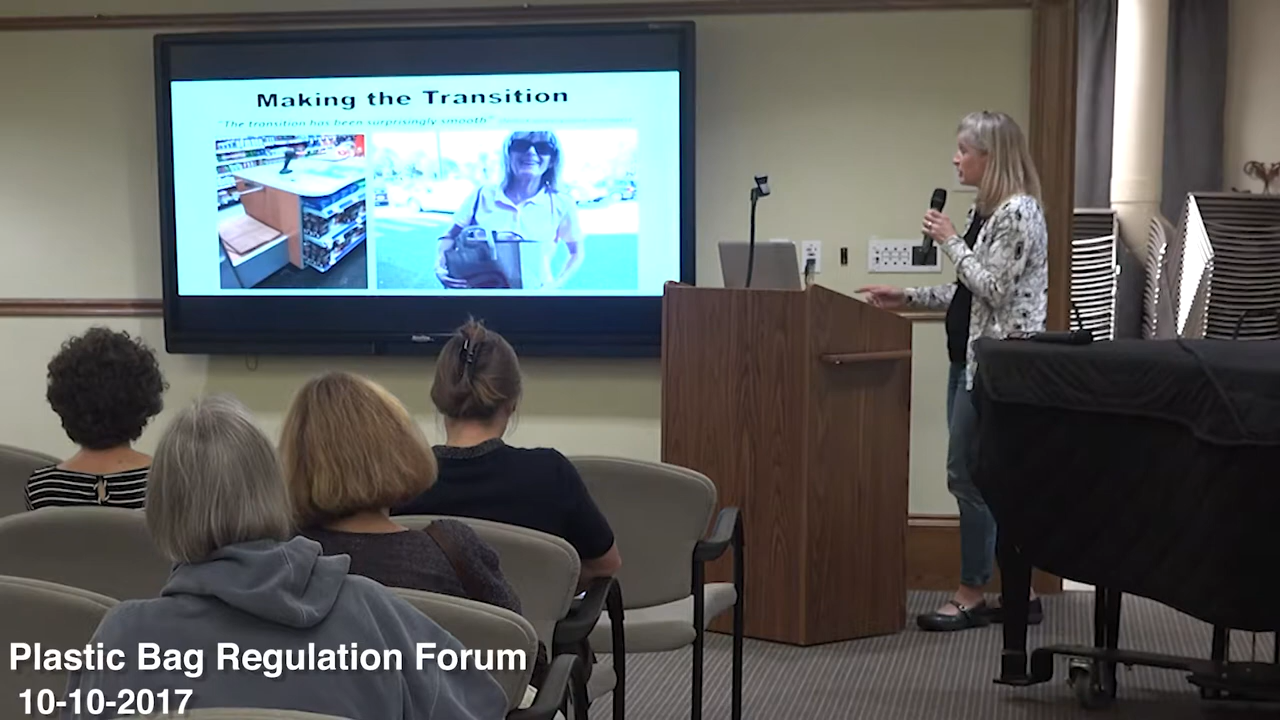 Making the Transition
"The transition has been surprisingly smooth"
Plastic Bag Regulation Forum
10-10-2017